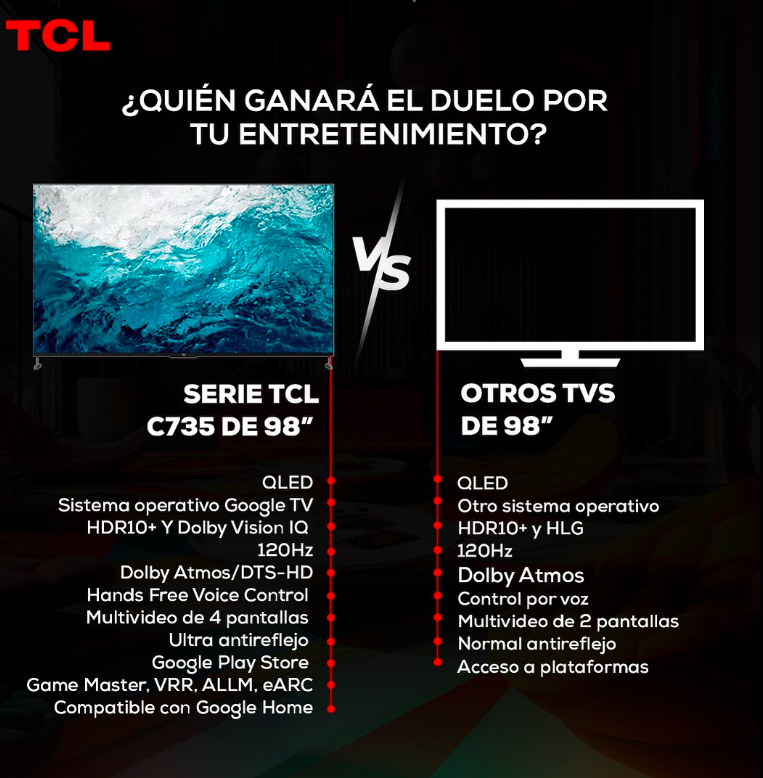 TCL
¿QUIÉN GANARÁ EL DUELO POR
TU ENTRETENIMIENTO?
VS
SERIE TCL
C735 DE 98”
QLED
Sistema operativo Google TV
HDR10+ Y Dolby Vision IQ
120Hz
Dolby Atmos/DTS-HD
Hands Free Voice Control
Multivideo de 4 pantallas
Ultra antireflejo
Google Play Store
Game Master, VRR, ALLM, eARC
Compatible con Google Home
OTROS TVS
DE 98”
QLED
Otro sistema operativo
HDR10+ y HLG
120Hz
Dolby Atmos
Control por voz
Multivideo de 2 pantallas
Normal antireflejo
Acceso a plataformas